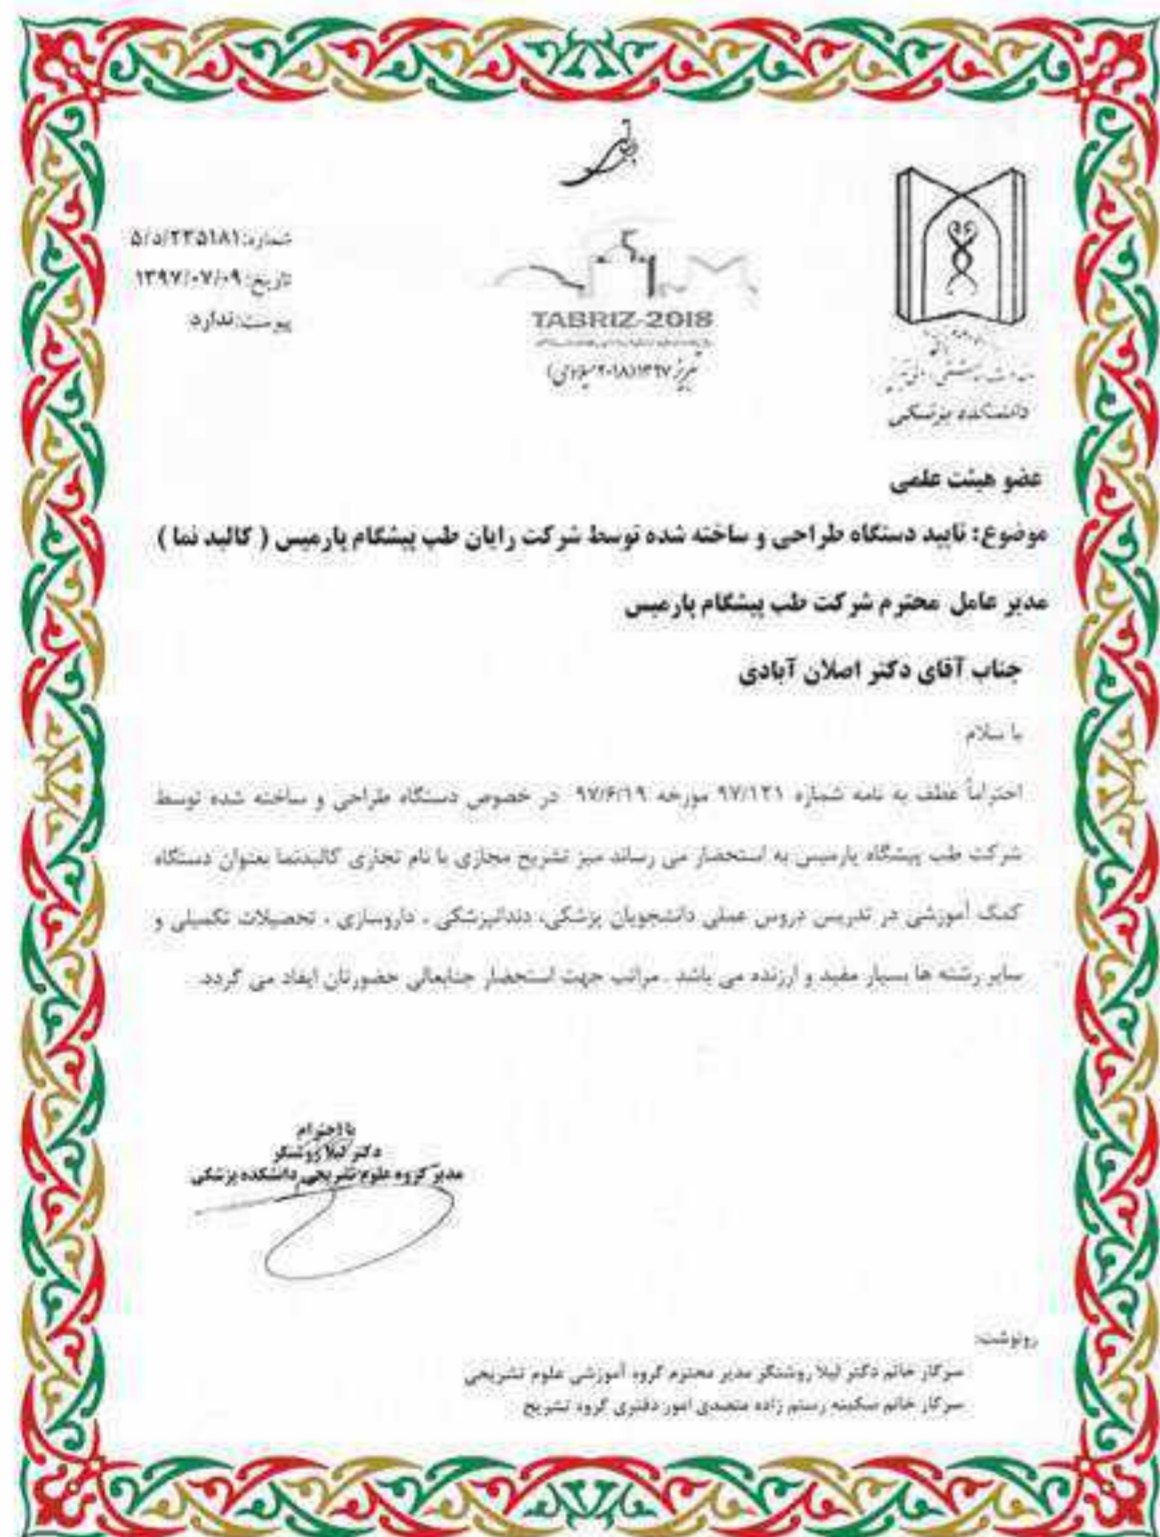 شماره: ۵/د/۲۳۵۱۸۱
تاریخ: ۱۳۹۷/۰۷/۰۹
پیوست: ندارد
TABRIZ-2018
تبریز ۱۳۹۷(۲۰۱۸ میلادی)
دانشکده پزشکی
عضو هیئت علمی
موضوع: تایید دستگاه طراحی و ساخته شده توسط شرکت رایان طب پیشگام پارمیس ( کالبد نما )
مدیر عامل محترم شرکت طب پیشگام پارمیس
جناب آقای دکتر اصلان آبادی
با سلام
احتراماً عطف به نامه شماره ۹۷/۱۲۱ مورخه ۹۷/۶/۱۹ در خصوص دستگاه طراحی و ساخته شده توسط
شرکت طب پیشگاه پارمیس به استحضار می رساند میز تشریح مجازی با نام تجاری کالبدنما بعنوان دستگاه
کمک آموزشی در تدریس دروس عملی دانشجویان پزشکی، دندانپزشکی ، داروسازی ، تحصیلات تکمیلی و
سایر رشته ها بسیار مفید و ارزنده می باشد . مراتب جهت استحضار جنابعالی حضورتان ایفاد می گردد.
با احترام
دکتر لیلا روشنگر
مدیر گروه علوم تشریحی دانشکده پزشکی
رونوشت:
سرکار خانم دکتر لیلا روشنگر مدیر محترم گروه آموزشی علوم تشریحی
سرکار خانم سکینه رستم زاده متصدی امور دفتری گروه تشریح